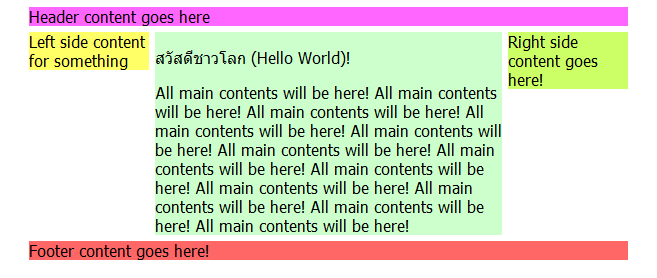 Header content goes here
Left side content
for something
สวัสดีชาวโลก (Hello World)!
All main contents will be here! All main contents
will be here! All main contents will be here! All
main contents will be here! All main contents will
be here! All main contents will be here! All main
contents will be here! All main contents will be
here! All main contents will be here! All main
contents will be here! All main contents will be
here! All main contents will be here!
Right side
content goes
here!
Footer content goes here!